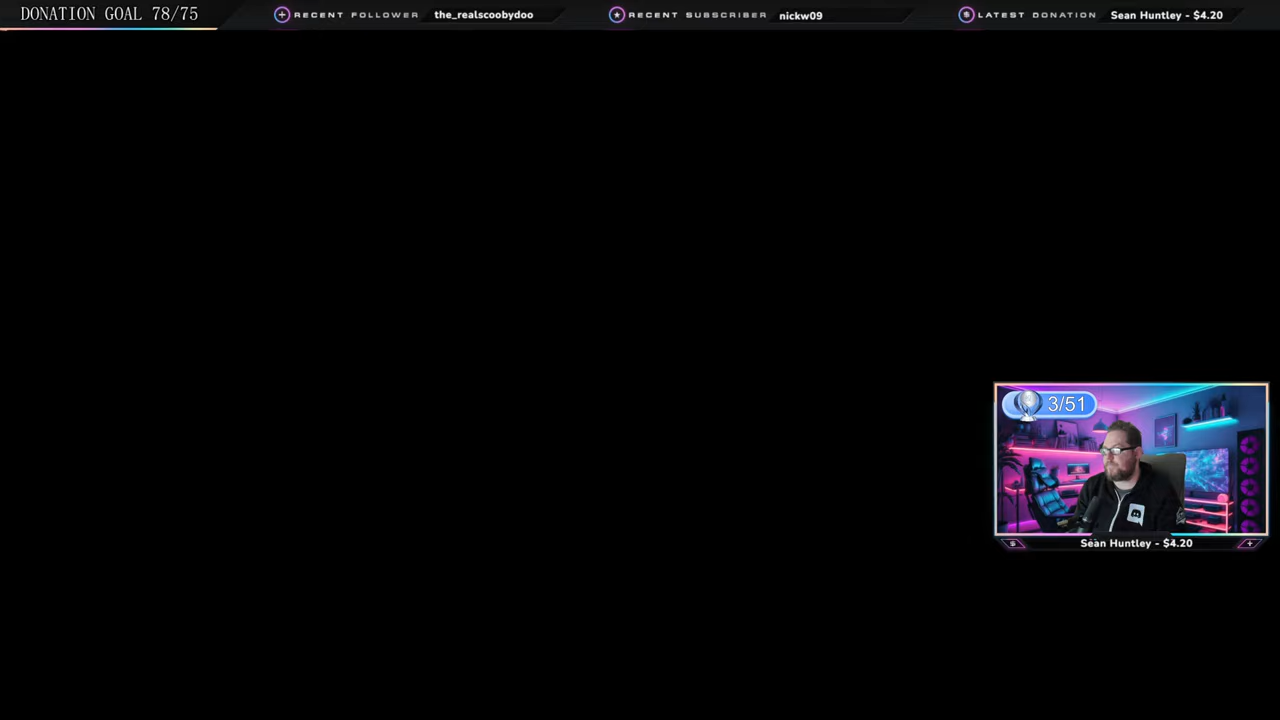 DONATION GOAL 78/75
RECENT FOLLOWER the_realscoobydoo
RECENT SUBSCRIBER nickw09
LATEST DONATION Sean Huntley - $4.20
3/51
Sean Huntley - $4.20